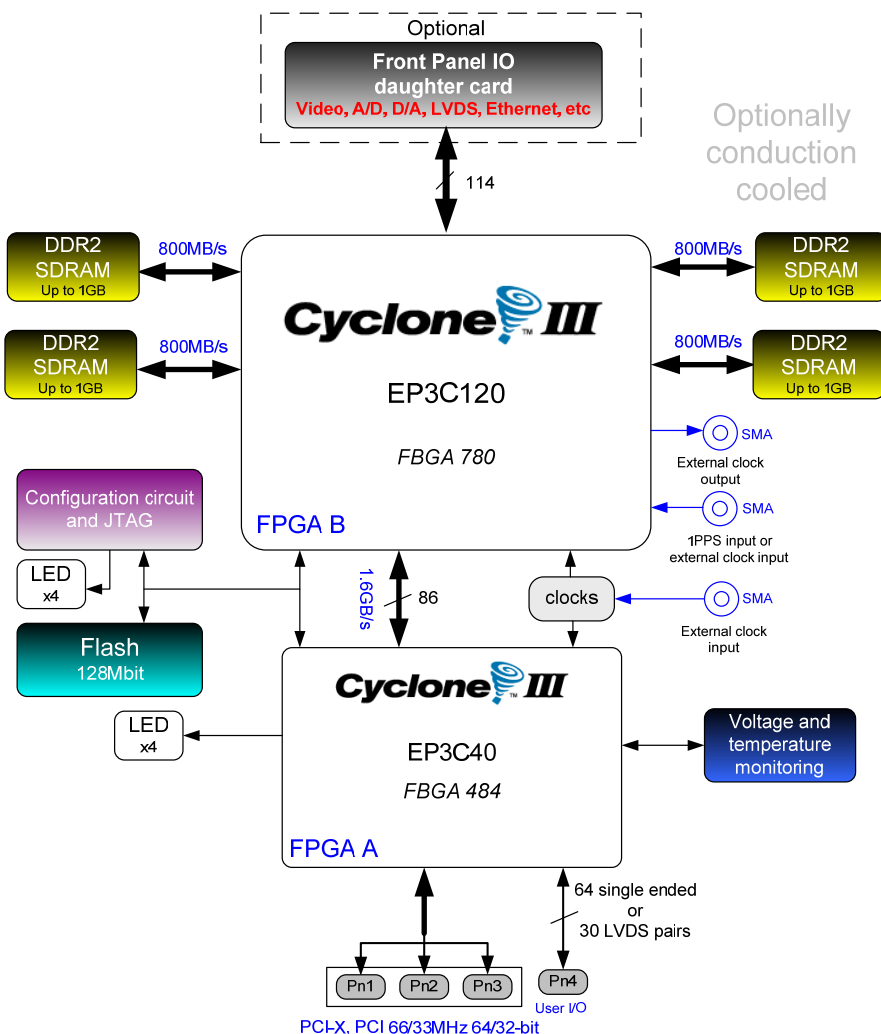 Optional
Front Panel IO
daughter card
Video, A/D, D/A, LVDS, Ethernet, etc
Optionally
conduction
cooled
114
DDR2
SDRAM
Up to 1GB
800MB/s
800MB/s
DDR2
SDRAM
Up to 1GB
Cyclone III
TM
DDR2
SDRAM
Up to 1GB
800MB/s
800MB/s
DDR2
SDRAM
Up to 1GB
EP3C120
FBGA 780
SMA
External clock
output
Configuration circuit
and JTAG
FPGA B
SMA
1PPS input or
external clock input
LED
x4
1.6GB/s
86
clocks
SMA
External clock
input
Flash
128Mbit
Cyclone III
TM
LED
x4
EP3C40
FBGA 484
Voltage and
temperature
monitoring
FPGA A
64 single ended
or
30 LVDS pairs
Pn1
Pn2
Pn3
Pn4
User I/O
PCI-X, PCI 66/33MHz 64/32-bit